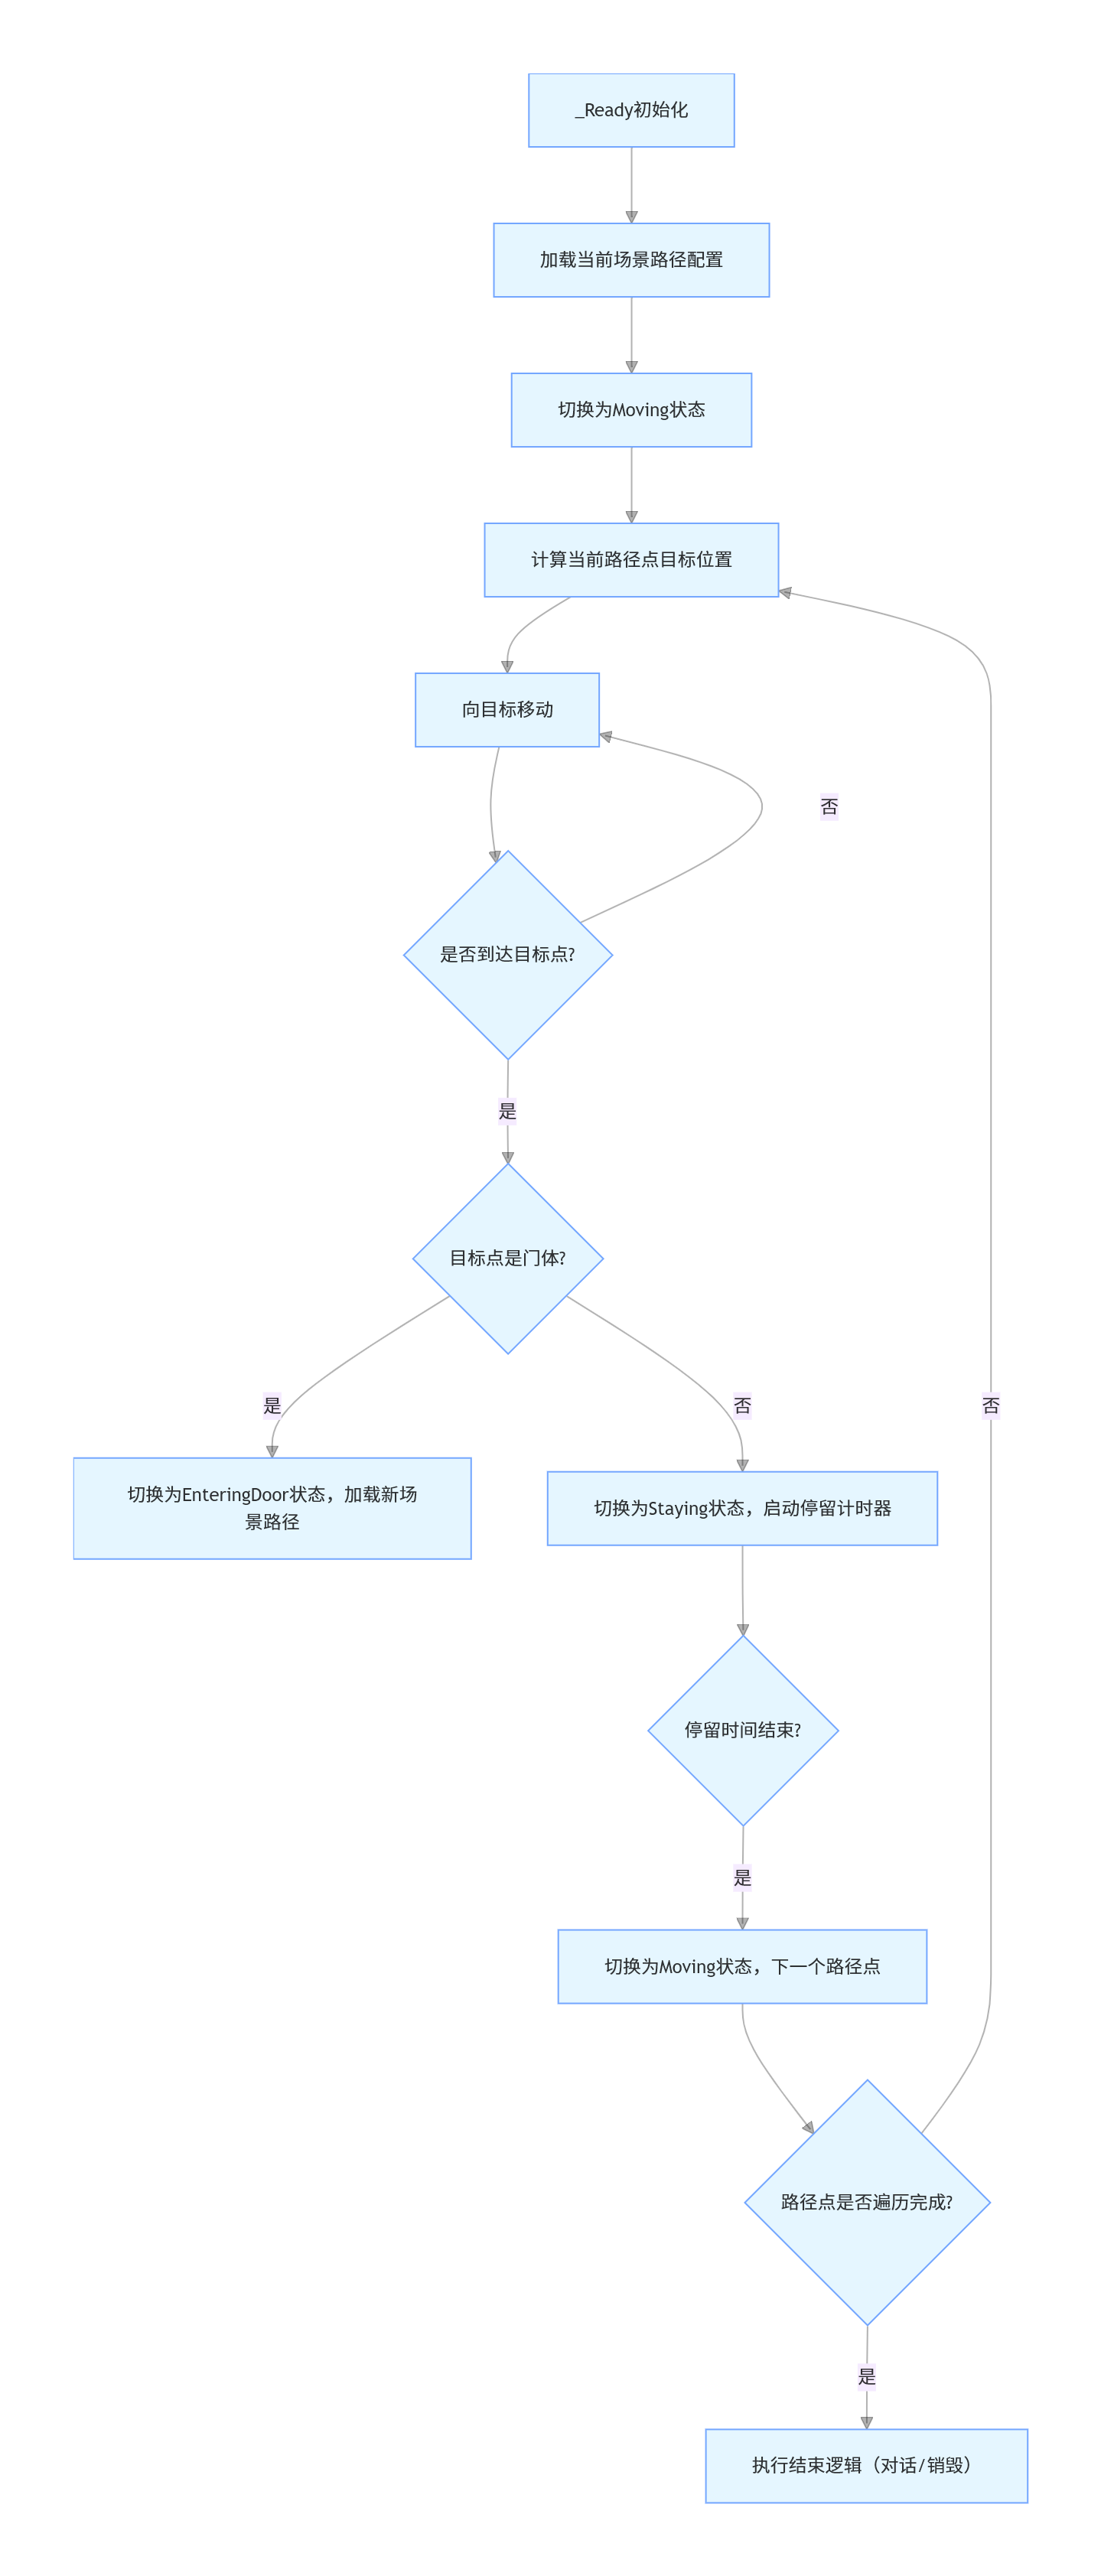 _Ready初始化
加载当前场景路径配置
切换为Moving状态
计算当前路径点目标位置
向目标移动
否
是否到达目标点?
是
目标点是门体?
是
否
否
切换为EnteringDoor状态，加载新场
景路径
切换为Staying状态，启动停留计时器
停留时间结束?
是
切换为Moving状态，下一个路径点
路径点是否遍历完成?
是
执行结束逻辑（对话/销毁）